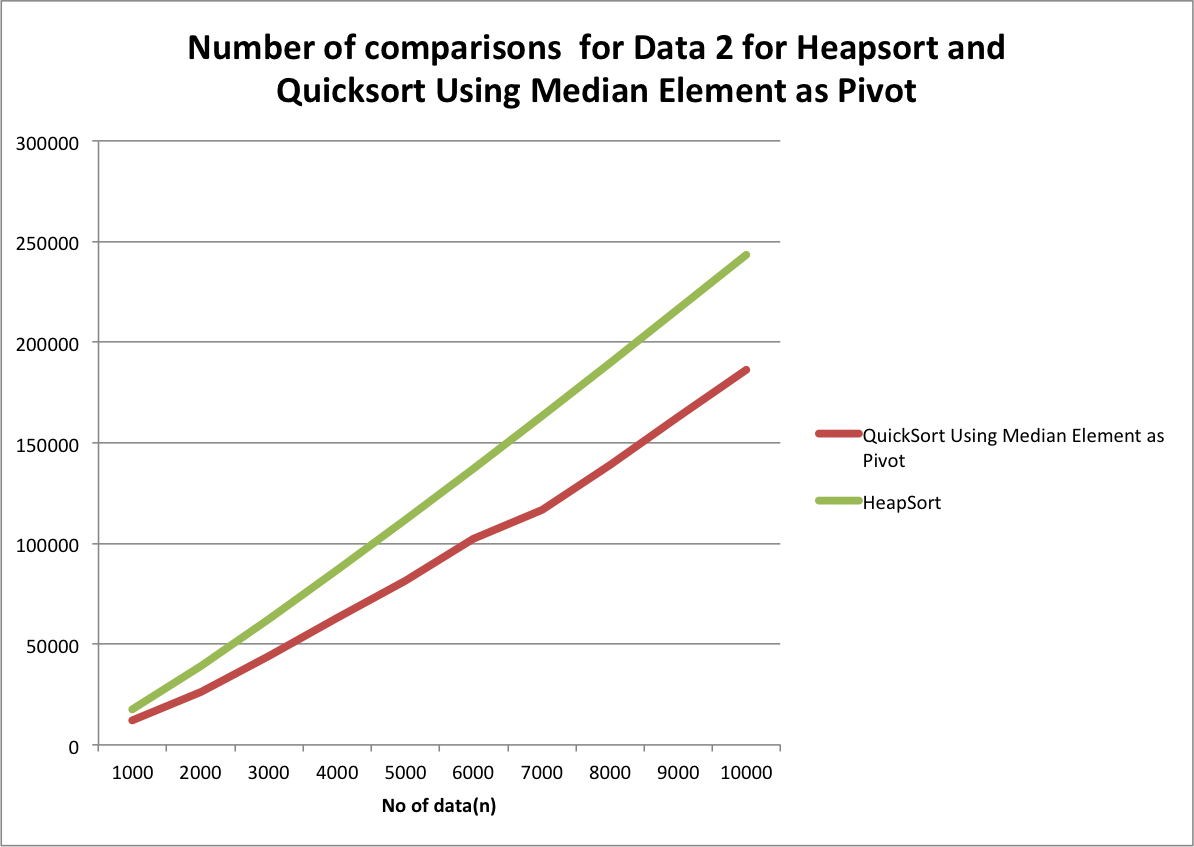 Number of comparisons  for Data 2 for Heapsort and
Quicksort Using Median Element as Pivot
300000
250000
200000
150000
100000
50000
0
1000 2000 3000 4000 5000 6000 7000 8000 9000 10000
No of data(n)
QuickSort Using Median Element as
Pivot
HeapSort